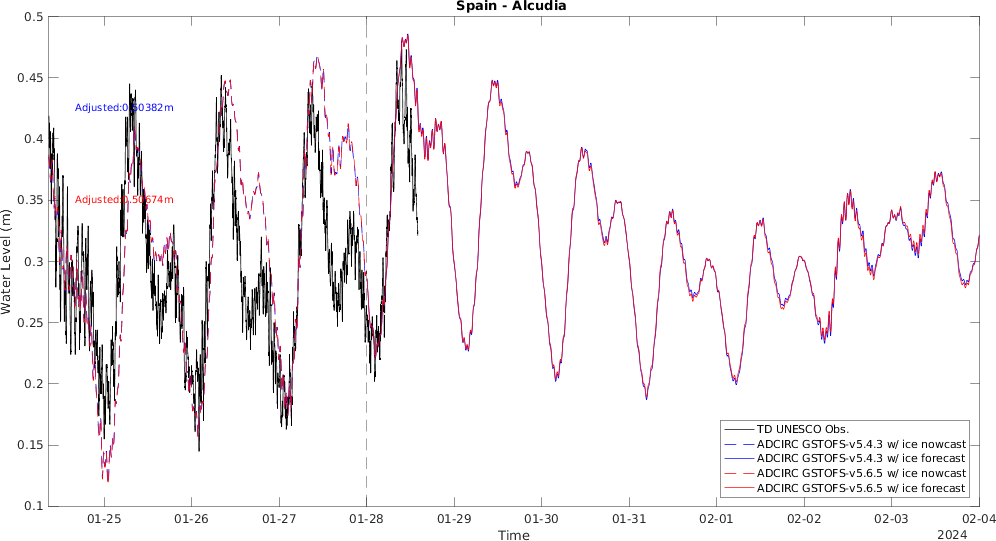 Spain - Alcudia
0.5
0.45
0.4
0.35
0.3
0.25
0.2
0.15
0.1
Water Level (m)
Adjusted:0.50382m
Adjusted:0.50674m
TD UNESCO Obs.
ADCIRC GSTOFS-v5.4.3 w/ ice nowcast
ADCIRC GSTOFS-v5.4.3 w/ ice forecast
ADCIRC GSTOFS-v5.6.5 w/ ice nowcast
ADCIRC GSTOFS-v5.6.5 w/ ice forecast
01-25 01-26 01-27 01-28 01-29 01-30 01-31 02-01 02-02 02-03 02-04
Time
2024